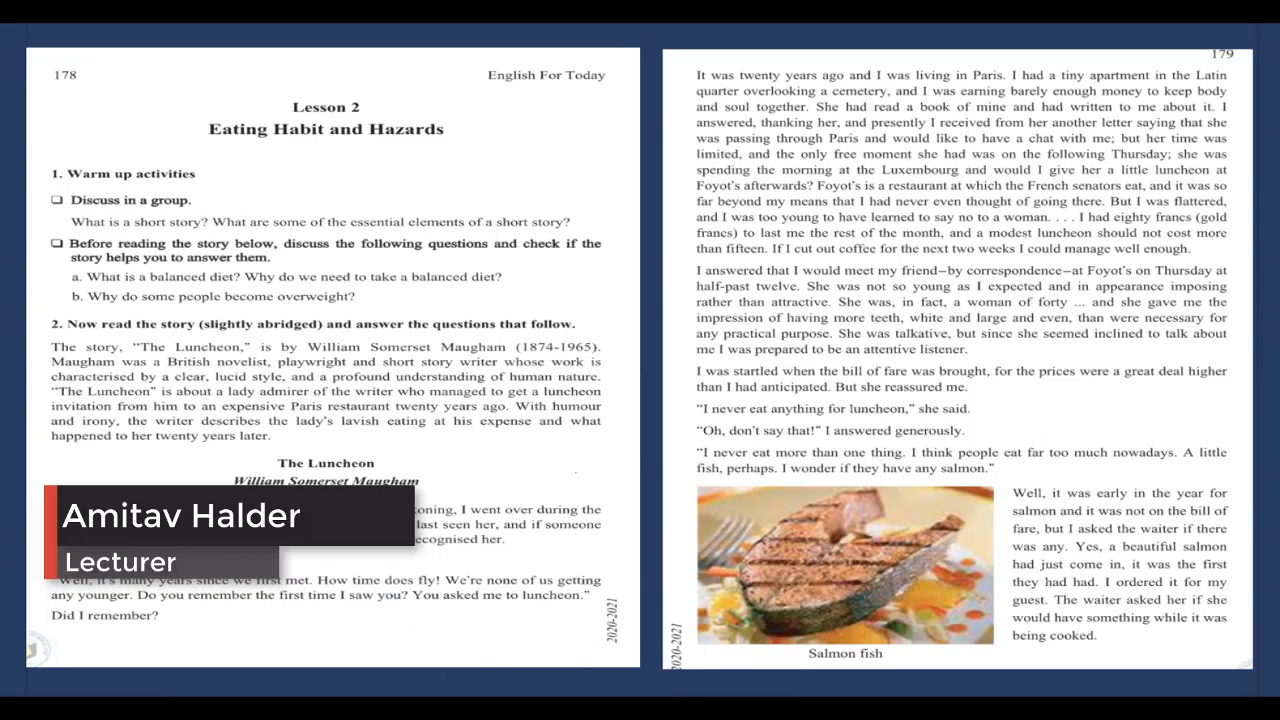 178
English For Today
Lesson 2
Eating Habit and Hazards
1. Warm up activities
Discuss in a group.
What is a short story? What are some of the essential elements of a short story?
Before reading the story below, discuss the following questions and check if the
story helps you to answer them.
a. What is a balanced diet? Why do we need to take a balanced diet?
b. Why do some people become overweight?
2. Now read the story (slightly abridged) and answer the questions that follow.
The story, “The Luncheon,” is by William Somerset Maugham (1874-1965).
Maugham was a British novelist, playwright and short story writer whose work is
characterised by a clear, lucid style, and a profound understanding of human nature.
“The Luncheon” is about a lady admirer of the writer who managed to get a luncheon
invitation from him to an expensive Paris restaurant twenty years ago. With humour
and irony, the writer describes the lady’s lavish eating at his expense and what
happened to her twenty years later.
The Luncheon
William Somerset Maugham
I went over during the
last seen her, and if someone
recognised her.
Amitav Halder
Lecturer
“Well, it’s many years since we first met. How time does fly! We’re none of us getting
any younger. Do you remember the first time I saw you? You asked me to luncheon.”
Did I remember?
2020-2021
179
It was twenty years ago and I was living in Paris. I had a tiny apartment in the Latin
quarter overlooking a cemetery, and I was earning barely enough money to keep body
and soul together. She had read a book of mine and had written to me about it. I
answered, thanking her, and presently I received from her another letter saying that she
was passing through Paris and would like to have a chat with me; but her time was
limited, and the only free moment she had was on the following Thursday; she was
spending the morning at the Luxembourg and would I give her a little luncheon at
Foyot’s afterwards? Foyot’s is a restaurant at which the French senators eat, and it was so
far beyond my means that I had never even thought of going there. But I was flattered,
and I was too young to have learned to say no to a woman. . . . I had eighty francs (gold
francs) to last me the rest of the month, and a modest luncheon should not cost more
than fifteen. If I cut out coffee for the next two weeks I could manage well enough.
I answered that I would meet my friend–by correspondence–at Foyot’s on Thursday at
half-past twelve. She was not so young as I expected and in appearance imposing
rather than attractive. She was, in fact, a woman of forty ... and she gave me the
impression of having more teeth, white and large and even, than were necessary for
any practical purpose. She was talkative, but since she seemed inclined to talk about
me I was prepared to be an attentive listener.
I was startled when the bill of fare was brought, for the prices were a great deal higher
than I had anticipated. But she reassured me.
“I never eat anything for luncheon,” she said.
“Oh, don’t say that!” I answered generously.
“I never eat more than one thing. I think people eat far too much nowadays. A little
fish, perhaps. I wonder if they have any salmon.”
Well, it was early in the year for
salmon and it was not on the bill of
fare, but I asked the waiter if there
was any. Yes, a beautiful salmon
had just come in, it was the first
they had had. I ordered it for my
guest. The waiter asked her if she
would have something while it was
being cooked.
Salmon fish
2020-2021